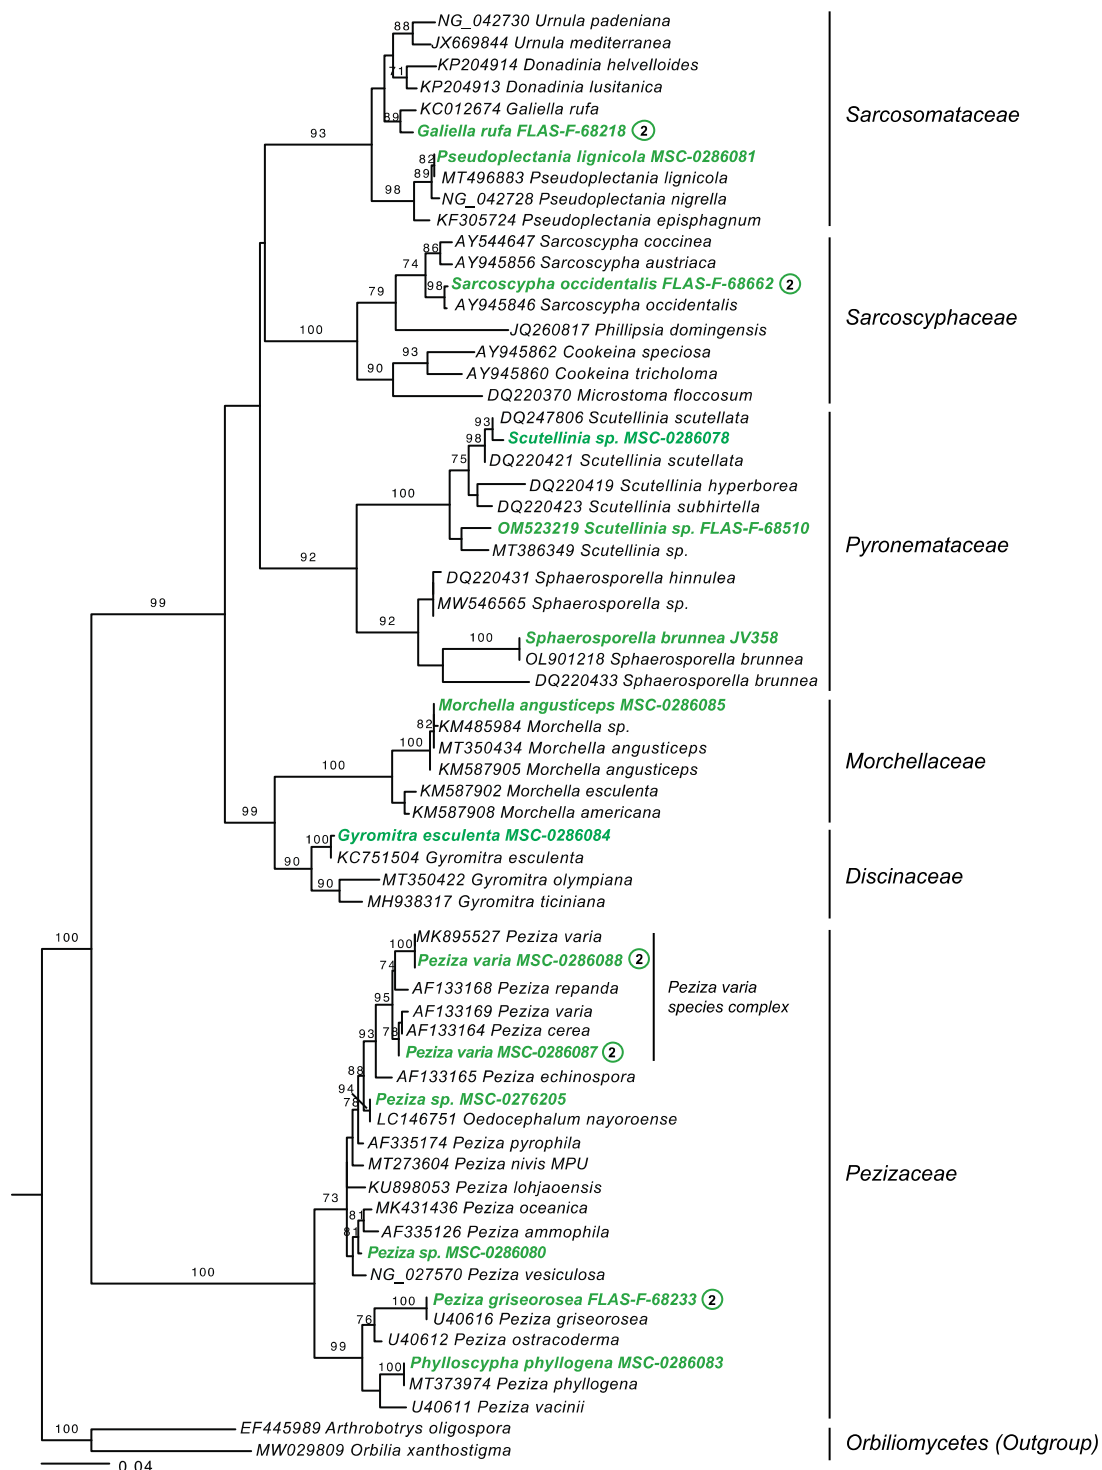 88
NG_042730 Urnula padeniana
JX669844 Urnula mediterranea
KP204914 Donadinia helvelloides
71
KP204913 Donadinia lusitanica
KC012674 Galiella rufa
89
Galiella rufa FLAS-F-68218 2
93
Sarcosomataceae
82
Pseudoplectania lignicola MSC-0286081
89
MT496883 Pseudoplectania lignicola
98
NG_042728 Pseudoplectania nigrella
KF305724 Pseudoplectania episphagnum
86
AY544647 Sarcoscypha coccinea
AY945856 Sarcoscypha austriaca
74
98
Sarcoscypha occidentalis FLAS-F-68662 2
79
AY945846 Sarcoscypha occidentalis
Sarcoscyphaceae
100
JQ260817 Phillipsia domingensis
93
AY945862 Cookeina speciosa
90
AY945860 Cookeina tricholoma
DQ220370 Microstoma floccosum
93
DQ247806 Scutellinia scutellata
98
Scutellinia sp. MSC-0286078
75
DQ220421 Scutellinia scutellata
DQ220419 Scutellinia hyperborea
100
DQ220423 Scutellinia subhirtella
OM523219 Scutellinia sp. FLAS-F-68510
MT386349 Scutellinia sp.
Pyronemataceae
92
DQ220431 Sphaerosporella hinnulea
MW546565 Sphaerosporella sp.
92
100
Sphaerosporella brunnea JV358
OL901218 Sphaerosporella brunnea
DQ220433 Sphaerosporella brunnea
99
Morchella angusticeps MSC-0286085
82
KM485984 Morchella sp.
100
MT350434 Morchella angusticeps
100
KM587905 Morchella angusticeps
Morchellaceae
KM587902 Morchella esculenta
KM587908 Morchella americana
99
Gyromitra esculenta MSC-0286084
100
KC751504 Gyromitra esculenta
90
90
MT350422 Gyromitra olympiana
MH938317 Gyromitra ticiniana
Discinaceae
100
MK895527 Peziza varia
100
Peziza varia MSC-0286088 2
74
AF133168 Peziza repanda
Peziza varia
species complex
95
AF133169 Peziza varia
78
AF133164 Peziza cerea
93
Peziza varia MSC-0286087 2
88
AF133165 Peziza echinospora
94
78
Peziza sp. MSC-0276205
LC146751 Oedocephalum nayoroense
AF335174 Peziza pyrophila
MT273604 Peziza nivis MPU
Pezizaceae
73
KU898053 Peziza lohjaoensis
81
MK431436 Peziza oceanica
81
AF335126 Peziza ammophila
Peziza sp. MSC-0286080
100
NG_027570 Peziza vesiculosa
100
Peziza griseorosea FLAS-F-68233 2
76
U40616 Peziza griseorosea
99
U40612 Peziza ostracoderma
100
Phylloscypha phyllogena MSC-0286083
MT373974 Peziza phyllogena
U40611 Peziza vacinii
100
EF445989 Arthrobotrys oligospora
MW029809 Orbilia xanthostigma
Orbiliomycetes (Outgroup)
0.04